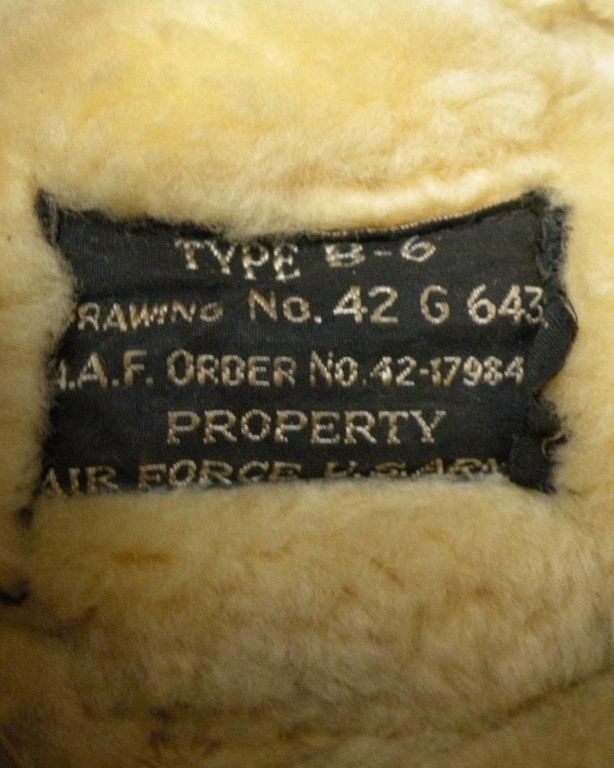 TYPE B-6
RAWING No. 42 G 643
.A.F. ORDER No. 42-17984
PROPERTY
AIR FORCE U.S.